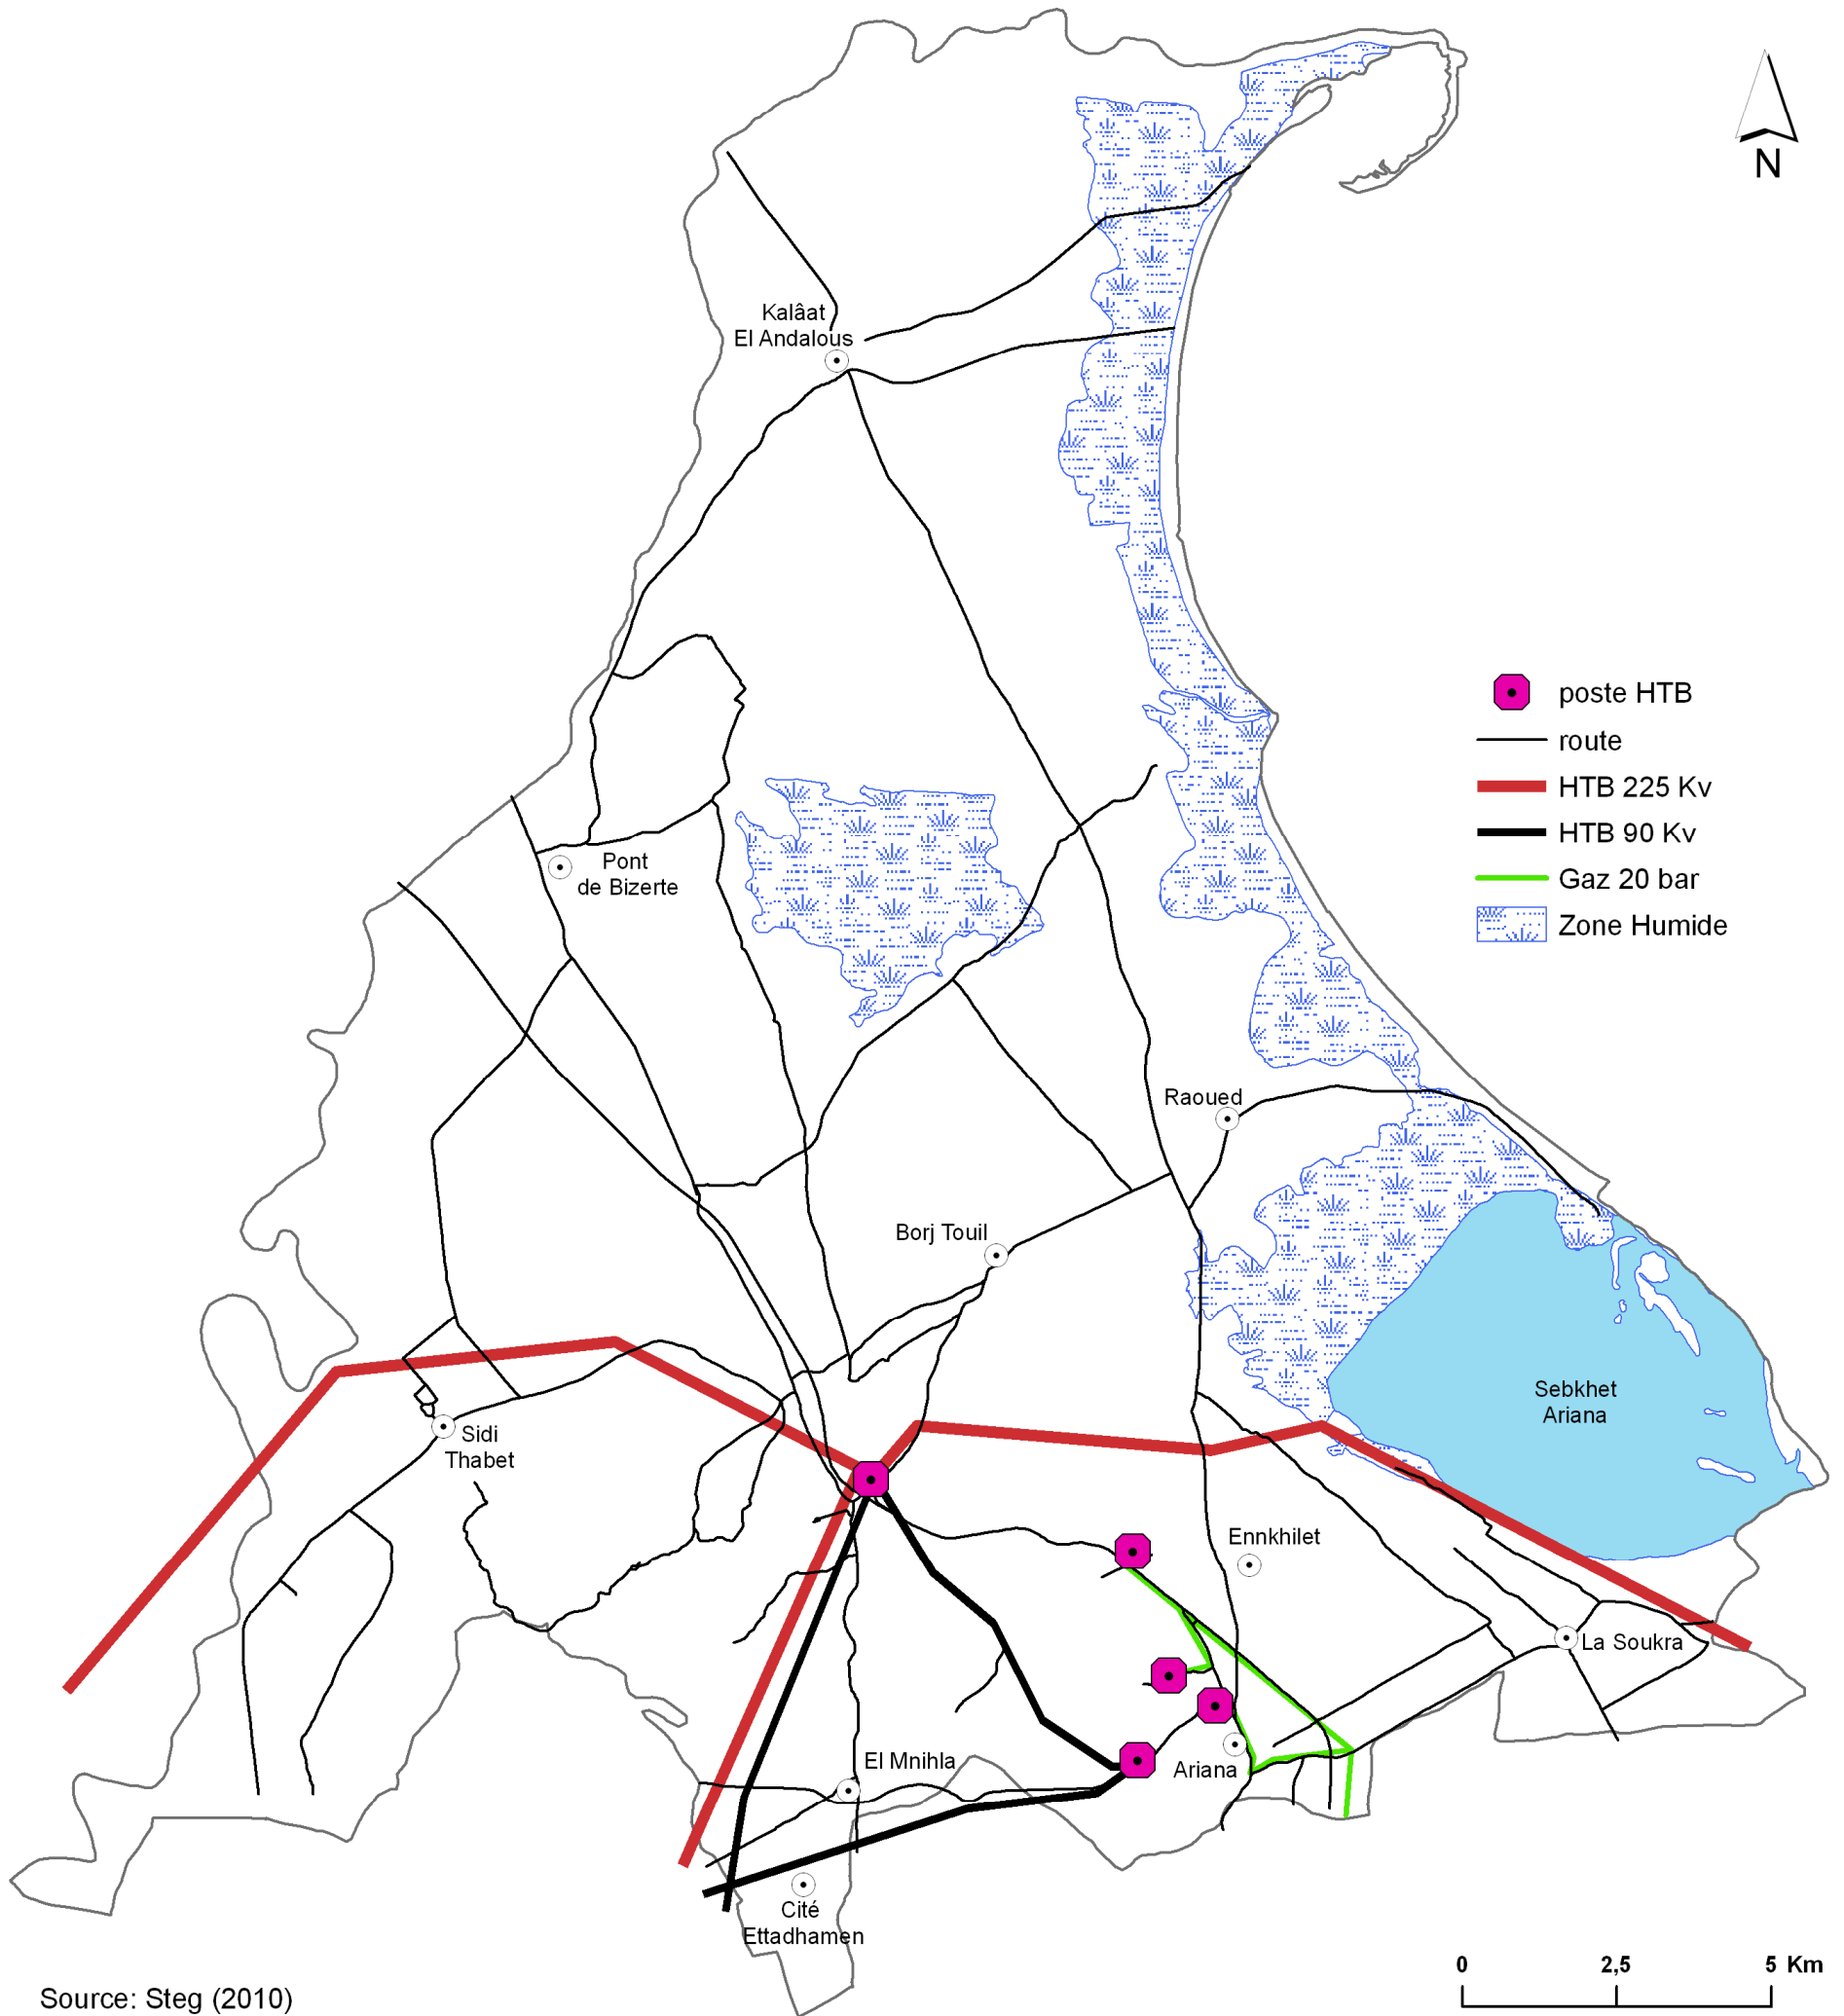 N
Kalâat
El Andalous
poste HTB
route
HTB 225 Kv
HTB 90 Kv
Gaz 20 bar
Zone Humide
Pont
de Bizerte
Raoued
Borj Touil
Sebkhet
Ariana
Sidi
Thabet
Ennkhilet
La Soukra
El Mnihla
Ariana
Cité
Ettadhamen
0 2,5 5 Km
Source: Steg (2010)